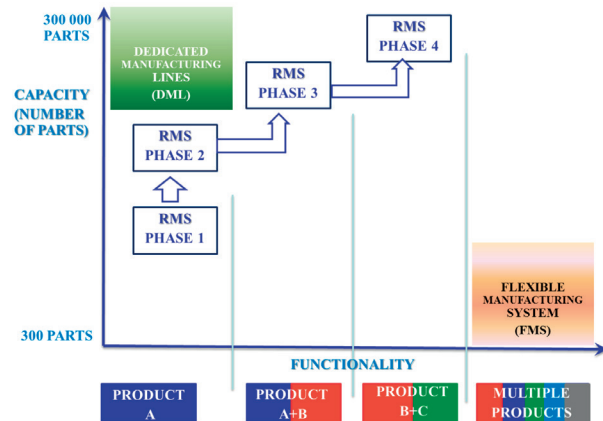 300 000
PARTS
CAPACITY
(NUMBER
OF PARTS)
DEDICATED
MANUFACTURING
LINES
(DML)
RMS
PHASE 4
RMS
PHASE 3
RMS
PHASE 2
RMS
PHASE 1
FLEXIBLE
MANUFACTURING
SYSTEM
(FMS)
300 PARTS
FUNCTIONALITY
PRODUCT
A
PRODUCT
A+B
PRODUCT
B+C
MULTIPLE
PRODUCTS